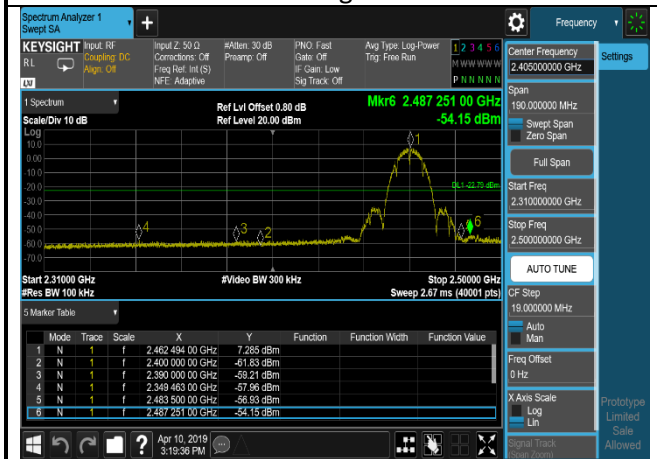 Spectrum Analyzer 1
Swept SA
+
Frequency
KEYSIGHT
Input: RF
Input Z: 50 Ω
#Atten: 30 dB
PNO: Fast
Avg Type: Log-Power
1 2 3 4 5 6
RL
Coupling: DC
Corrections: Off
Preamp: Off
Gate: Off
Trig: Free Run
M W W W W W
Align: Off
Freq Ref: Int (S)
IF Gain: Low
NFE: Adaptive
Sig Track: Off
P N N N N N
LXI
1 Spectrum
Ref Lvl Offset 0.80 dB
Mkr6 2.487 251 00 GHz
Scale/Div 10 dB
Ref Level 20.00 dBm
-54.15 dBm
Log
10.0
0.00
-10.0
-20.0
-30.0
-40.0
-50.0
-60.0
-70.0
1
DL1 -22.75 dBm
4
3
2
6
Start 2.31000 GHz
#Video BW 300 kHz
Stop 2.50000 GHz
#Res BW 100 kHz
Sweep 2.67 ms (40001 pts)
5 Marker Table
Mode Trace Scale X Y Function Function Width Function Value
1 N 1 f 2.462 494 00 GHz 7.285 dBm
2 N 1 f 2.400 000 00 GHz -61.83 dBm
3 N 1 f 2.390 000 00 GHz -59.21 dBm
4 N 1 f 2.349 463 00 GHz -57.96 dBm
5 N 1 f 2.483 500 00 GHz -56.93 dBm
6 N 1 f 2.487 251 00 GHz -54.15 dBm
Apr 10, 2019
3:19:36 PM
?
Center Frequency
2.405000000 GHz
Settings
Span
190.000000 MHz
Swept Span
Zero Span
Full Span
Start Freq
2.310000000 GHz
Stop Freq
2.500000000 GHz
AUTO TUNE
CF Step
19.000000 MHz
Auto
Man
Freq Offset
0 Hz
X Axis Scale
Log
Lin
Signal Track
(Span Zoom)
Prototype
Limited
Sale
Allowed